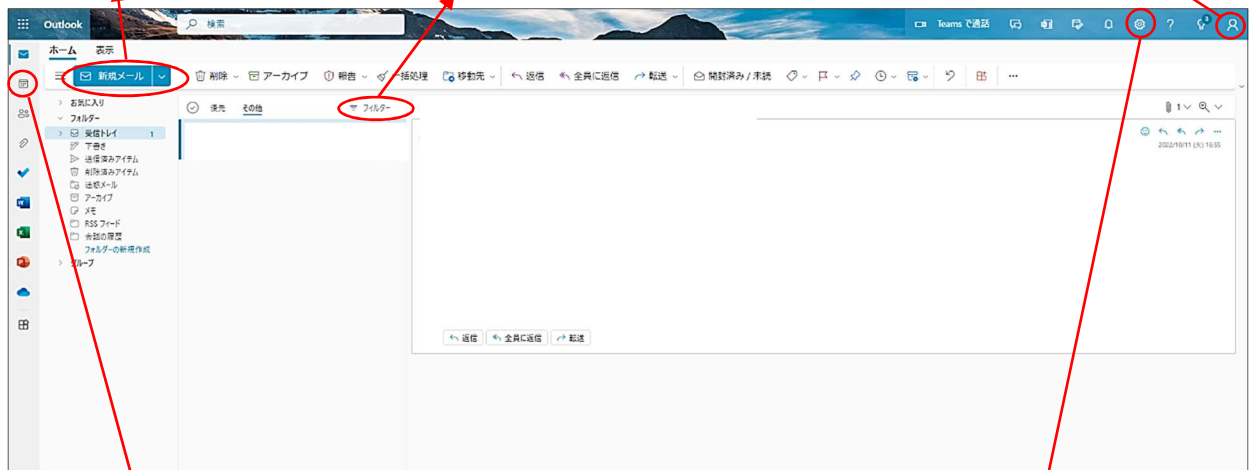 Outlook
検索
Teams で通話
?
3
ホーム 表示
新規メール
削除 アーカイブ 報告 一括処理 移動先 返信 全員に返信 転送 開封済み / 未読 ...
お気に入り
優先 その他 フィルター
1
フォルダー
受信トレイ 1
2022/10/11 (火) 16:55
下書き
送信済みアイテム
削除済みアイテム
迷惑メール
アーカイブ
メモ
RSS フィード
会話の履歴
フォルダーの新規作成
グループ
返信 全員に返信 転送